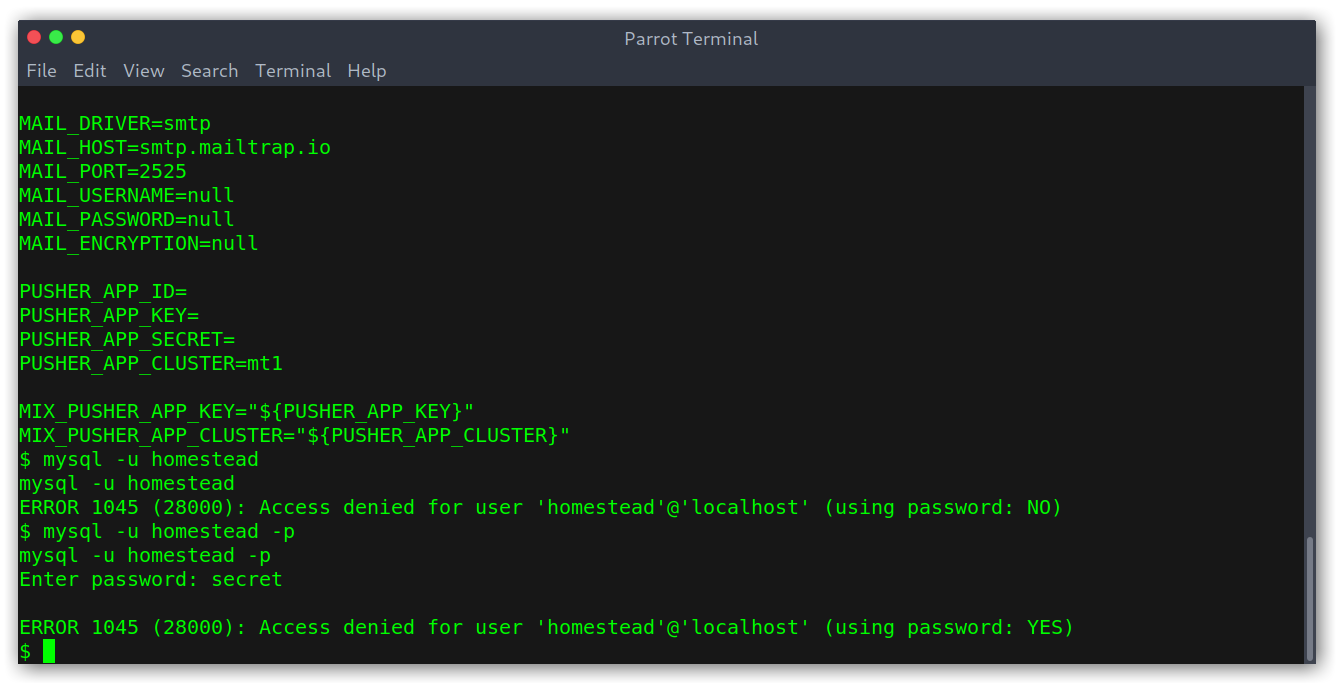 Parrot Terminal
File Edit View Search Terminal Help
MAIL_DRIVER=smtp
MAIL_HOST=smtp.mailtrap.io
MAIL_PORT=2525
MAIL_USERNAME=null
MAIL_PASSWORD=null
MAIL_ENCRYPTION=null
PUSHER_APP_ID=
PUSHER_APP_KEY=
PUSHER_APP_SECRET=
PUSHER_APP_CLUSTER=mt1
MIX_PUSHER_APP_KEY="${PUSHER_APP_KEY}"
MIX_PUSHER_APP_CLUSTER="${PUSHER_APP_CLUSTER}"
$ mysql -u homestead
mysql -u homestead
ERROR 1045 (28000): Access denied for user 'homestead'@'localhost' (using password: NO)
$ mysql -u homestead -p
mysql -u homestead -p
Enter password: secret
ERROR 1045 (28000): Access denied for user 'homestead'@'localhost' (using password: YES)
$